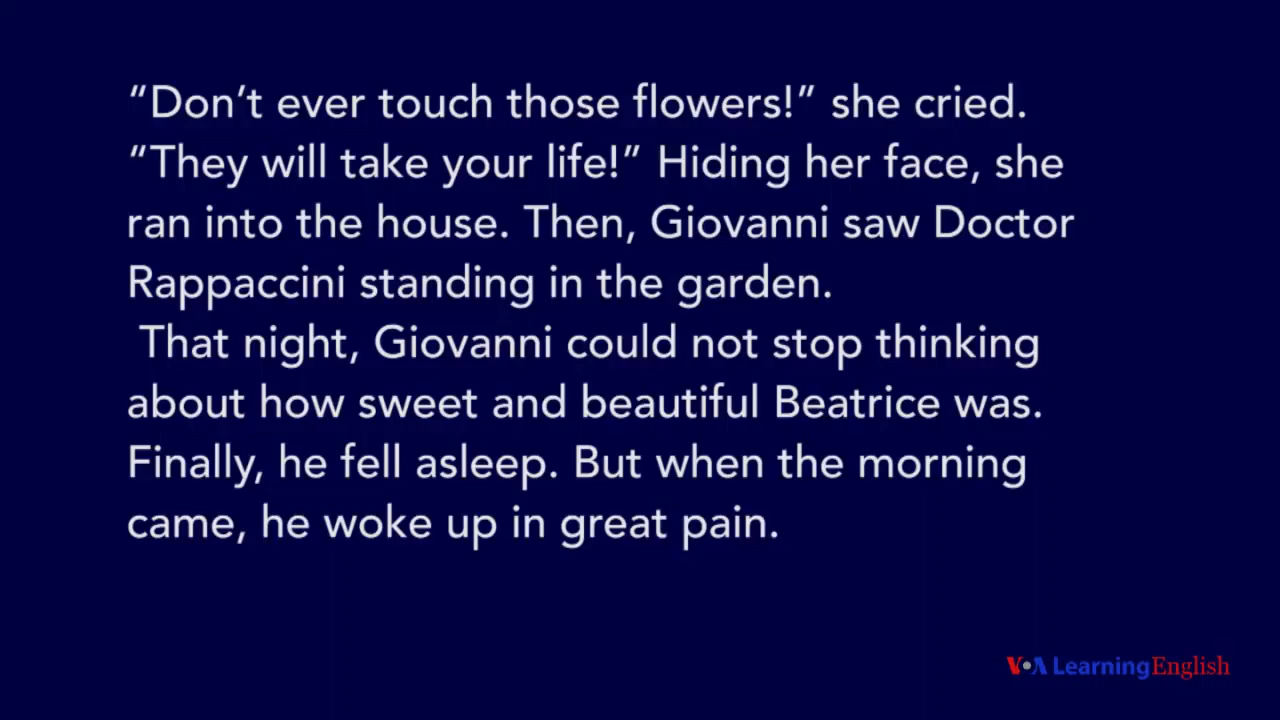 “Don’t ever touch those flowers!” she cried.
“They will take your life!” Hiding her face, she
ran into the house. Then, Giovanni saw Doctor
Rappaccini standing in the garden.
That night, Giovanni could not stop thinking
about how sweet and beautiful Beatrice was.
Finally, he fell asleep. But when the morning
came, he woke up in great pain.
VOA Learning English